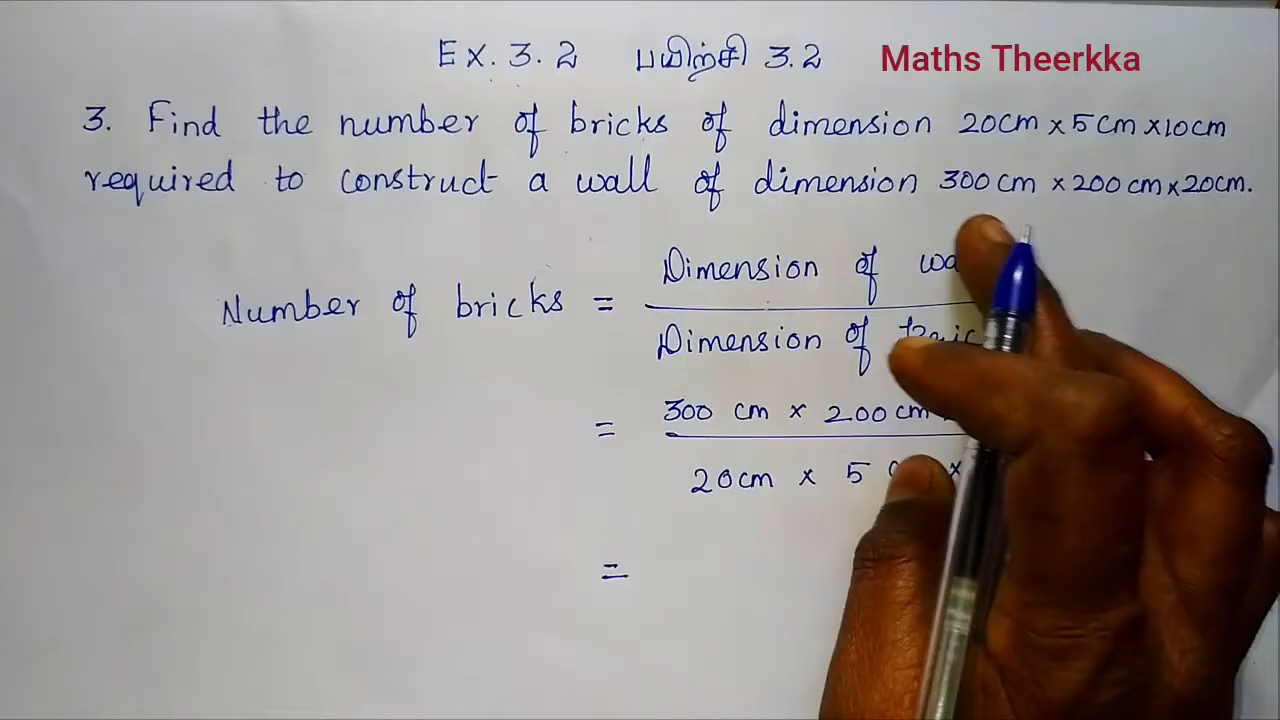 Ex. 3.2 பயிற்சி 3.2 Maths Theerkka
3. Find the number of bricks of dimension 20cm x 5cm x 10cm
required to construct a wall of dimension 300 cm x 200 cm x 20cm.
Dimension of
Number of bricks =
Dimension of
= 300 cm x 200 cm
20cm x 5 x
=